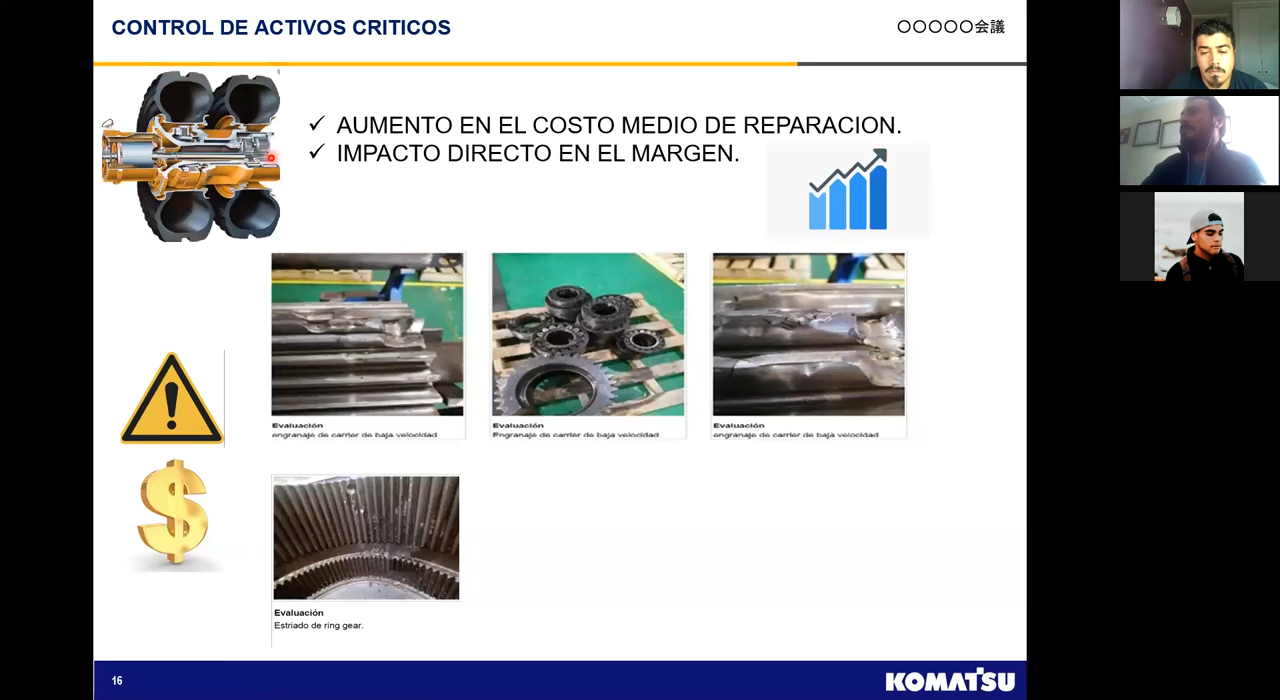 CONTROL DE ACTIVOS CRITICOS
〇〇〇〇〇会議
✓ AUMENTO EN EL COSTO MEDIO DE REPARACION.
✓ IMPACTO DIRECTO EN EL MARGEN.
Evaluación
engranaje de carrier de baja velocidad
Evaluación
Engranaje de carrier de baja velocidad
Evaluación
engranaje de carrier de baja velocidad
Evaluación
Estriado de ring gear.
16
KOMATSU